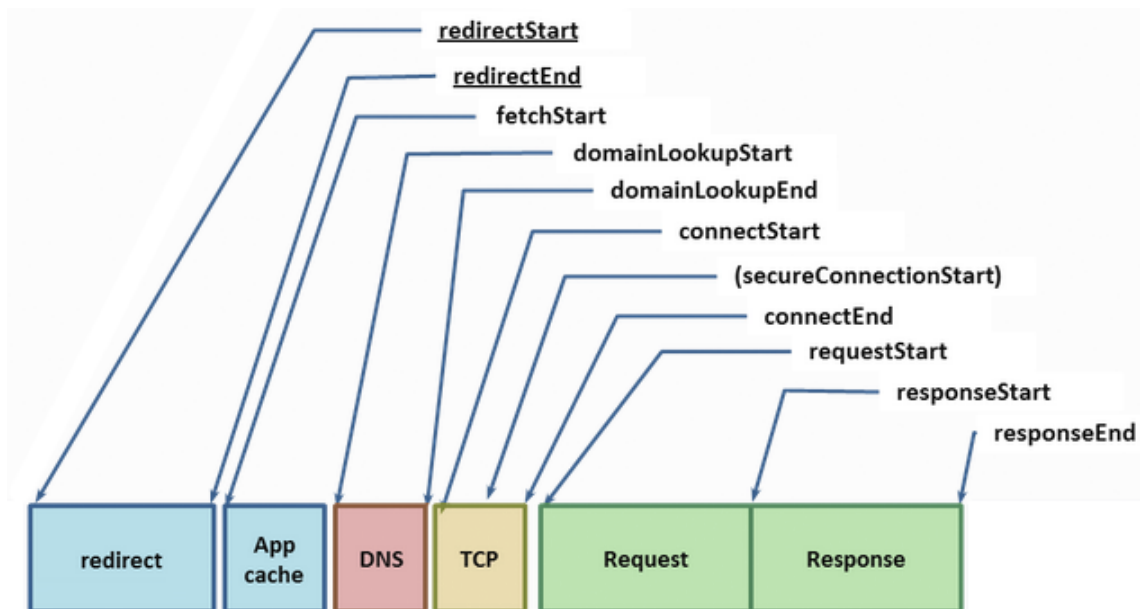 redirectStart
redirectEnd
fetchStart
domainLookupStart
domainLookupEnd
connectStart
(secureConnectionStart)
connectEnd
requestStart
responseStart
responseEnd
redirect
App
cache
DNS
TCP
Request
Response